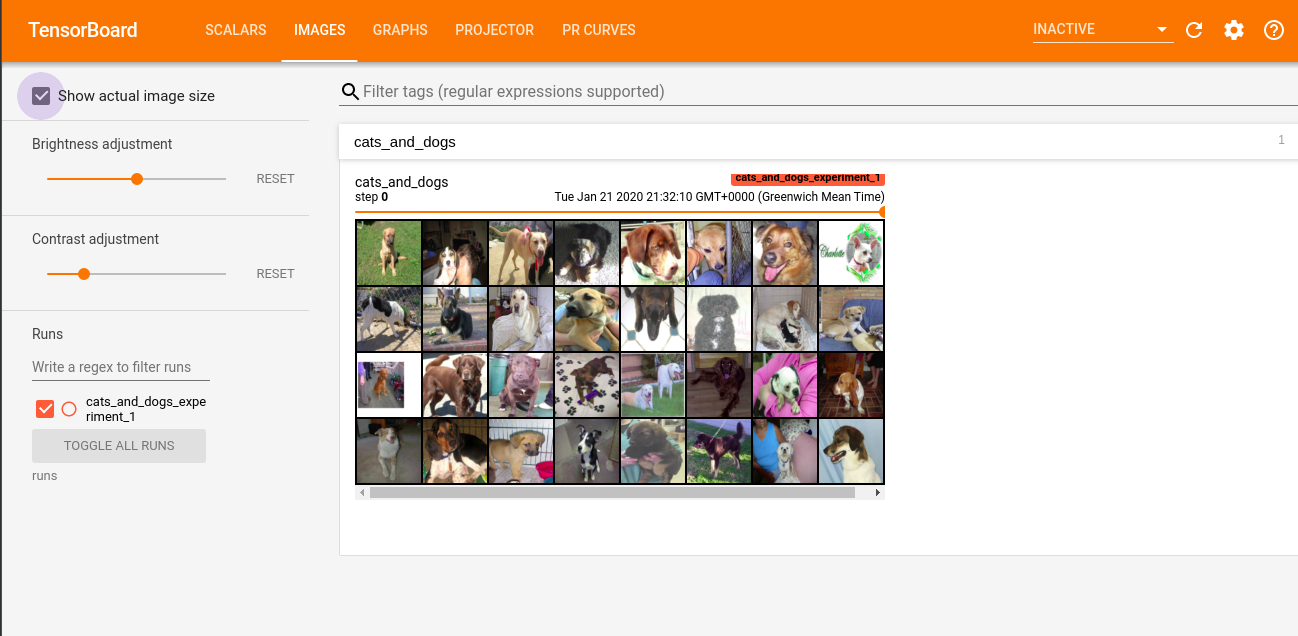 TensorBoard
SCALARS
IMAGES
GRAPHS
PROJECTOR
PR CURVES
INACTIVE
Show actual image size
Filter tags (regular expressions supported)
Brightness adjustment
RESET
Contrast adjustment
RESET
Runs
Write a regex to filter runs
cats_and_dogs_expe
riment_1
TOGGLE ALL RUNS
runs
cats_and_dogs
1
cats_and_dogs
cats_and_dogs_experiment_1
step 0
Tue Jan 21 2020 21:32:10 GMT+0000 (Greenwich Mean Time)
Charlotte